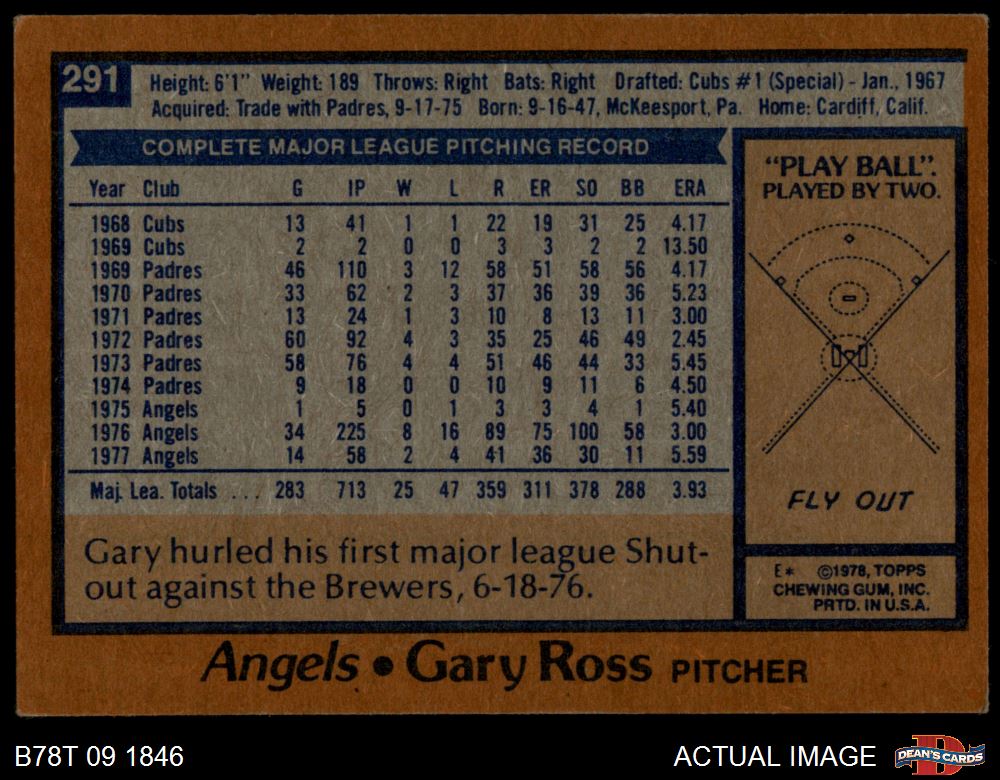 291
Height: 6'1" Weight: 189 Throws: Right Bats: Right Drafted: Cubs #1 (Special) - Jan., 1967
Acquired: Trade with Padres, 9-17-75 Born: 9-16-47, McKeesport, Pa. Home: Cardiff, Calif.
COMPLETE MAJOR LEAGUE PITCHING RECORD
Year Club G IP W L R ER SO BB ERA
1968 Cubs 13 41 1 1 22 19 31 25 4.17
1969 Cubs 2 2 0 0 3 3 2 2 13.50
1969 Padres 46 110 3 12 58 51 58 56 4.17
1970 Padres 33 62 2 3 37 36 39 36 5.23
1971 Padres 13 24 1 3 10 8 13 11 3.00
1972 Padres 60 92 4 3 35 25 46 49 2.45
1973 Padres 58 76 4 4 51 46 44 33 5.45
1974 Padres 9 18 0 0 10 9 11 6 4.50
1975 Angels 1 5 0 1 3 3 4 1 5.40
1976 Angels 34 225 8 16 89 75 100 58 3.00
1977 Angels 14 58 2 4 41 36 30 11 5.59
Maj. Lea. Totals ... 283 713 25 47 359 311 378 288 3.93
Gary hurled his first major league Shut-
out against the Brewers, 6-18-76.
"PLAY BALL".
PLAYED BY TWO.
FLY OUT
E* ©1978, TOPPS
CHEWING GUM, INC.
PRTD. IN U.S.A.
Angels • Gary Ross PITCHER
B78T 09 1846
ACTUAL IMAGE
D
DEAN'S CARDS